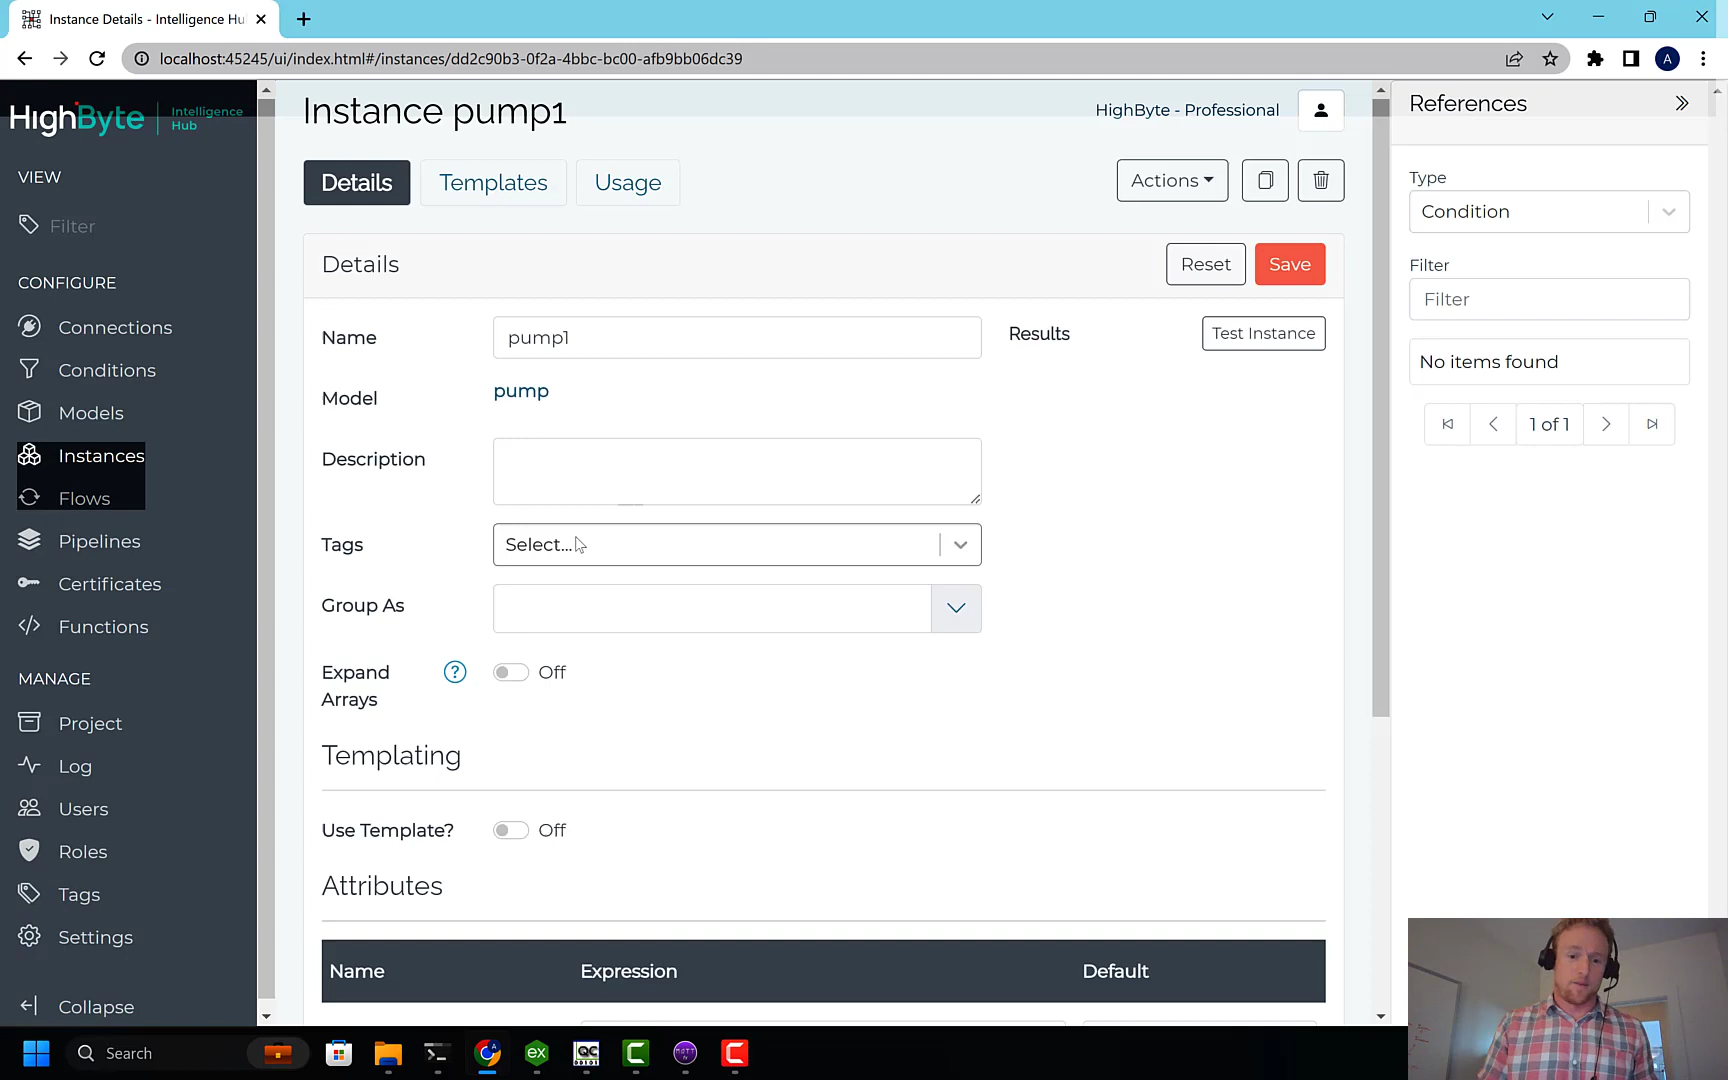 Instance Details - Intelligence Hu
localhost:45245/ui/index.html#/instances/dd2c90b3-0f2a-4bbc-bc00-afb9bb06dc39
A
HighByte
Intelligence
Hub
VIEW
Filter
CONFIGURE
Connections
Conditions
Models
Instances
Flows
Pipelines
Certificates
Functions
MANAGE
Project
Log
Users
Roles
Tags
Settings
Collapse
Instance pump1
HighByte - Professional
Details
Templates
Usage
Actions
Details
Reset
Save
Name
pump1
Results
Test Instance
Model
pump
Description
Tags
Select...
Group As
Expand
Arrays
?
Off
Templating
Use Template?
Off
Attributes
Name
Expression
Default
References
Type
Condition
Filter
Filter
No items found
1 of 1
Search
ex
QC
MQTT
C
C